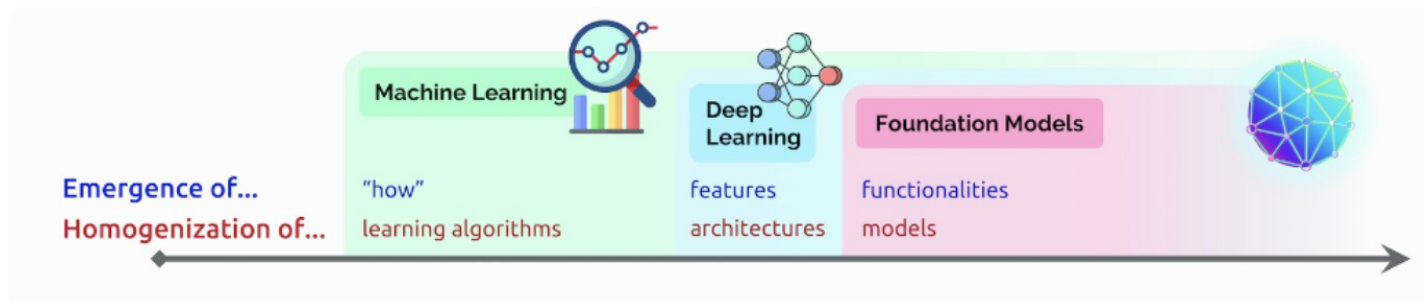 Machine Learning
Deep
Learning
Foundation Models
Emergence of... "how" features functionalities
Homogenization of... learning algorithms architectures models